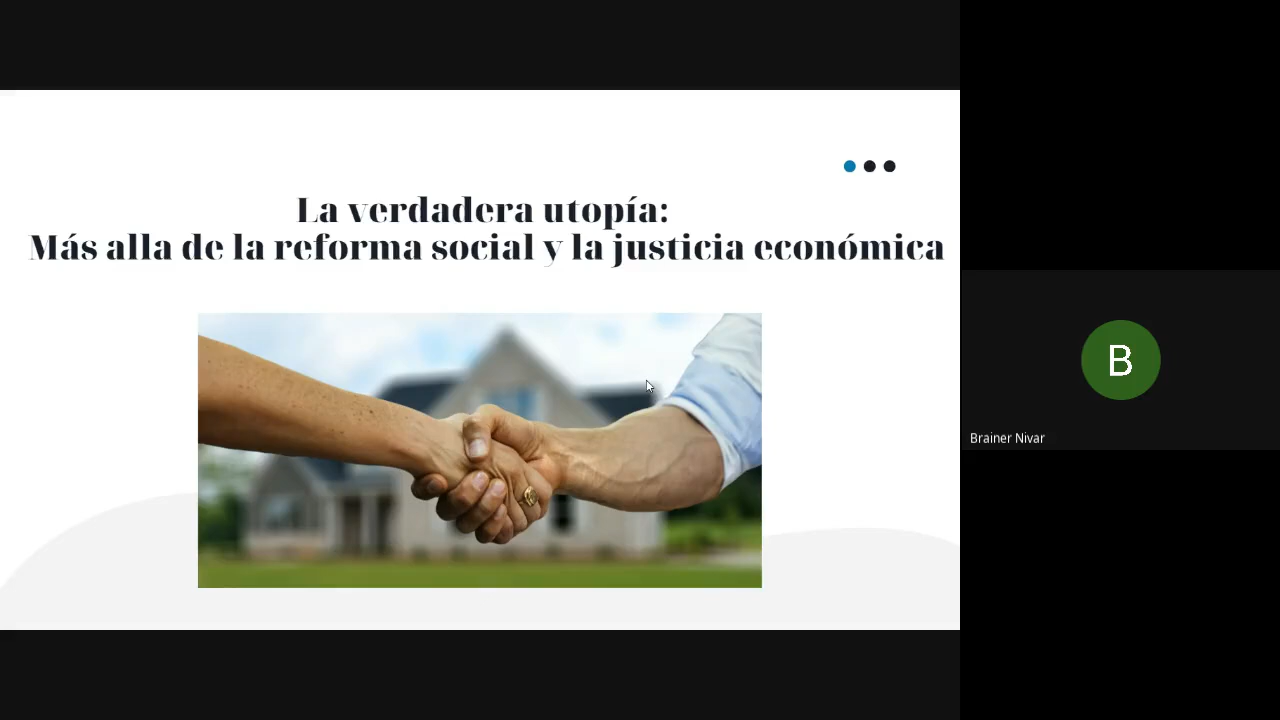 La verdadera utopía:
Más alla de la reforma social y la justicia económica
B
Brainer Nivar